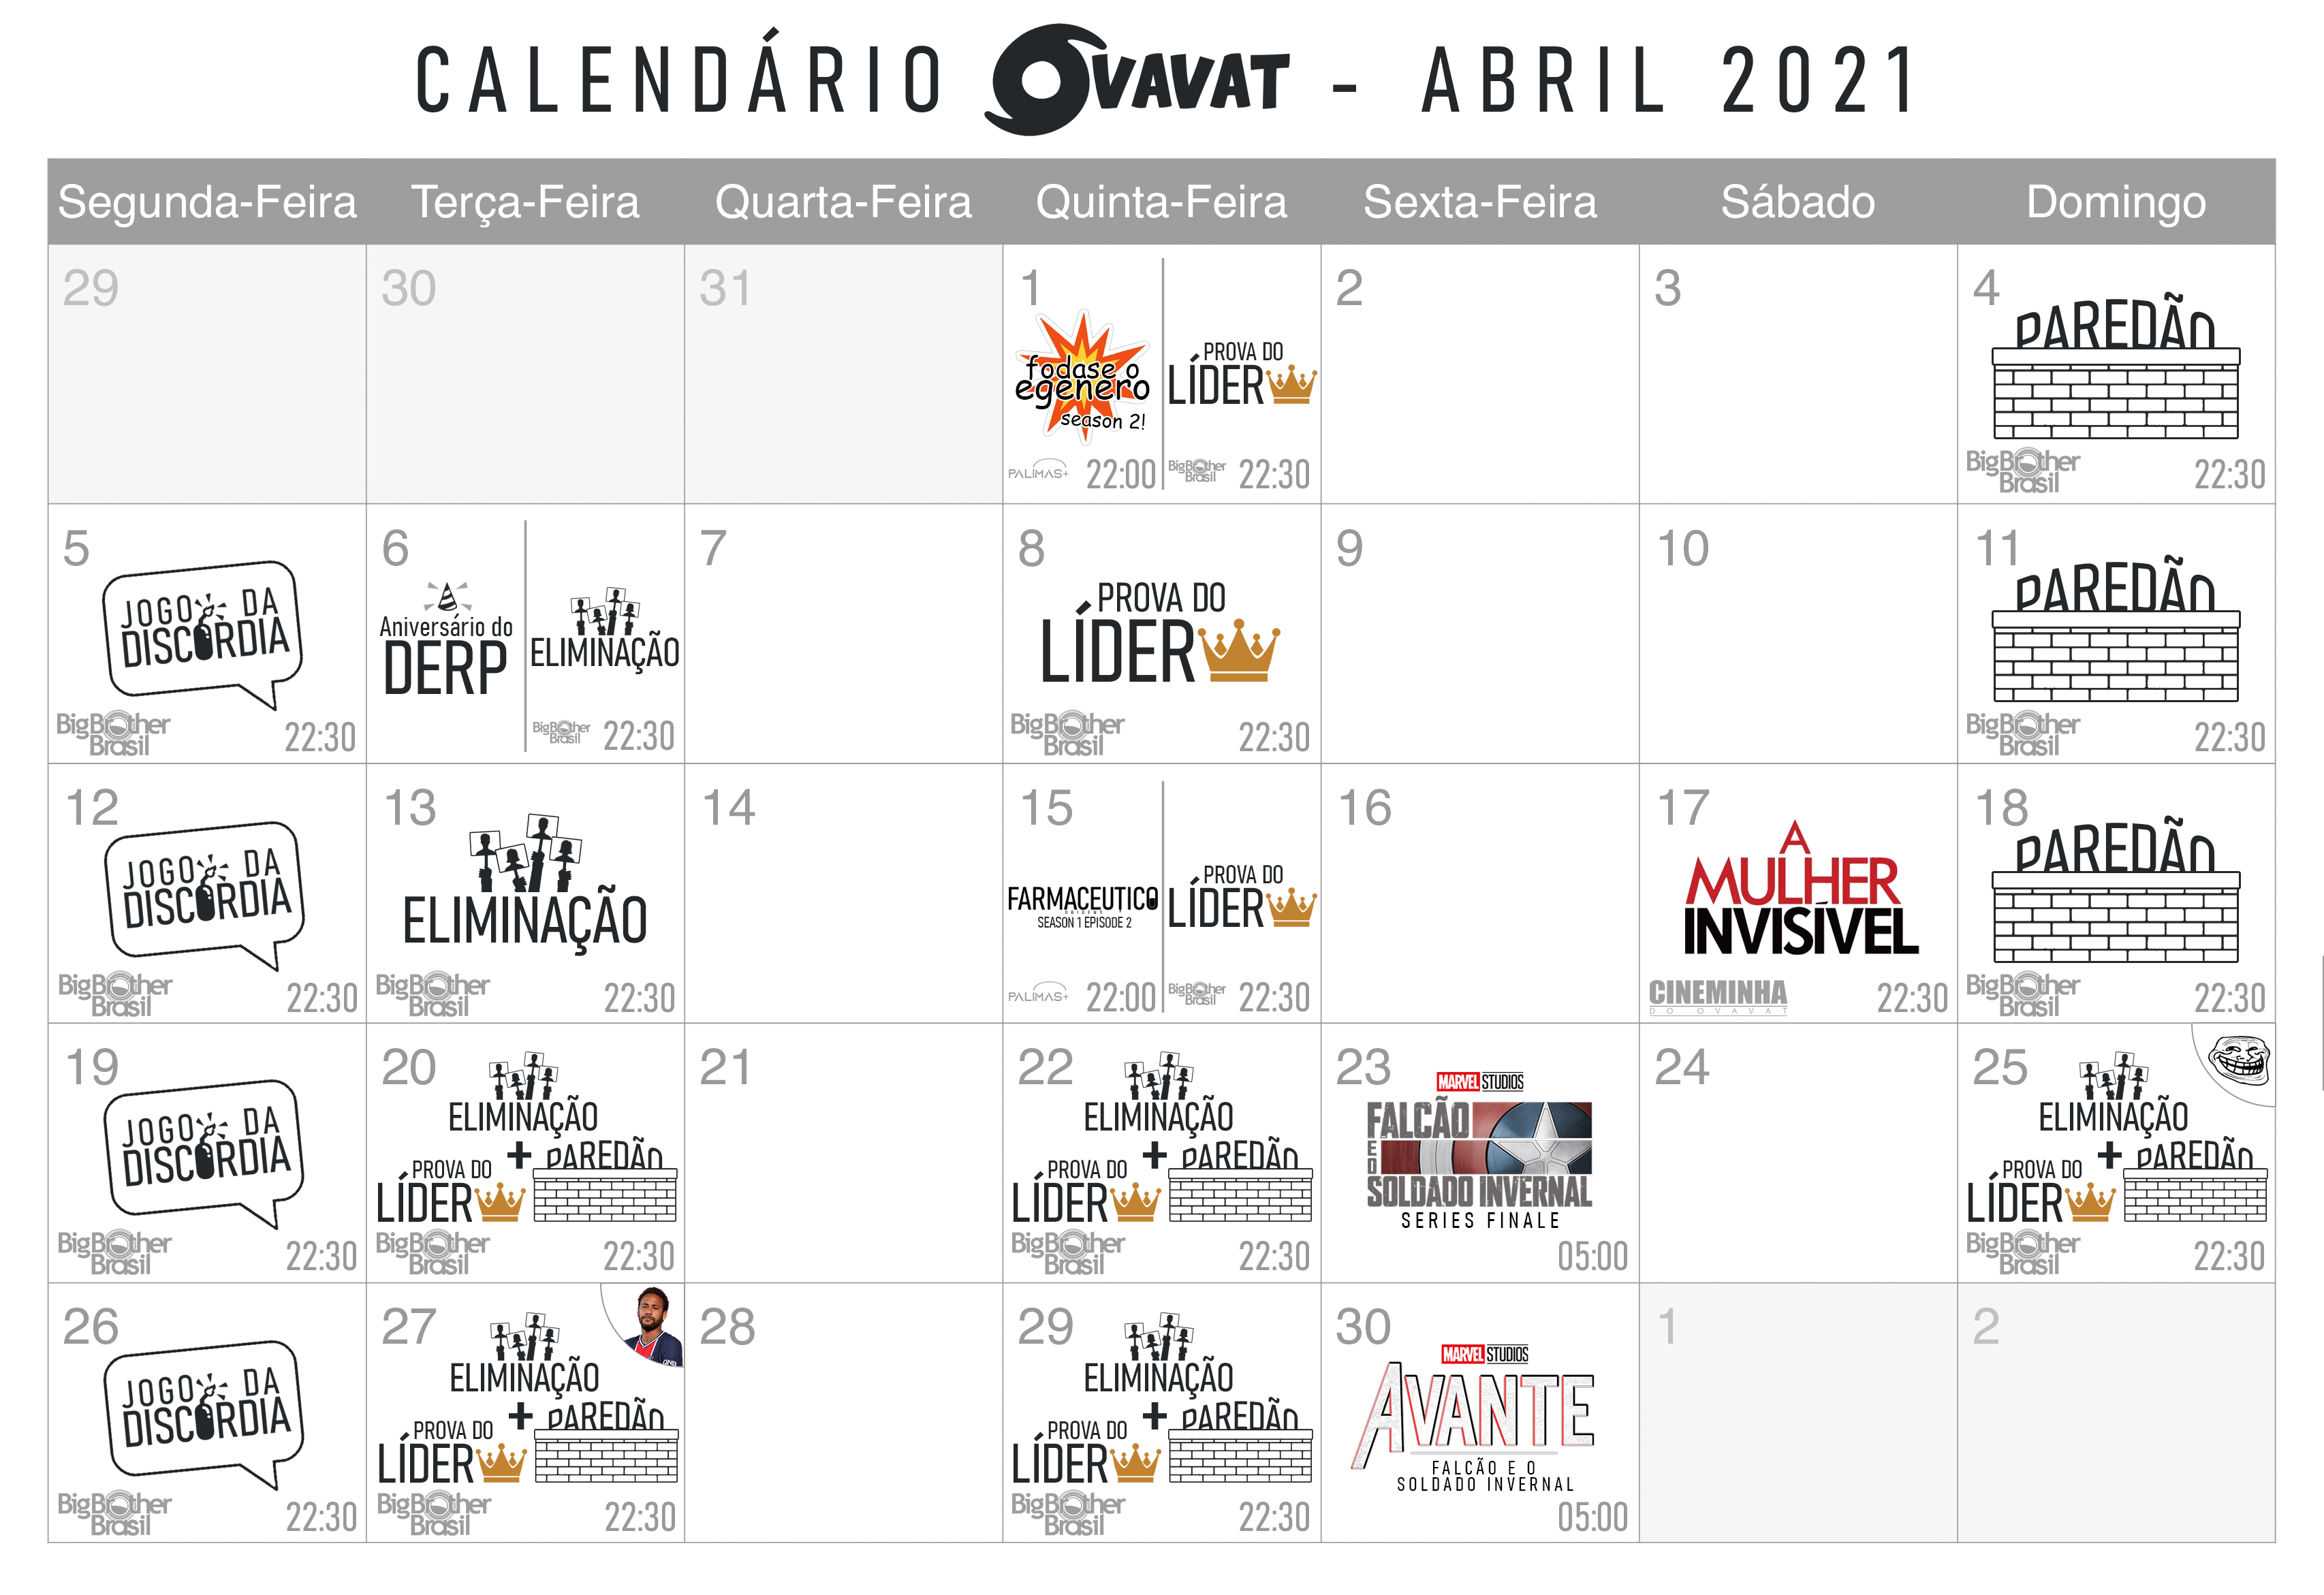 CALENDÁRIO OVAVAT - ABRIL 2021
Segunda-Feira Terça-Feira Quarta-Feira Quinta-Feira Sexta-Feira Sábado Domingo
29
30
31
1
fodase o
egenero
season 2!
PALIMAS+ 22:00
PROVA DO
LÍDER
BigBrother
Brasil 22:30
2
3
4
PAREDÃO
BigBrother
Brasil 22:30
5
JOGO DA
DISCÓRDIA
BigBrother
Brasil 22:30
6
Aniversário do
DERP
ELIMINAÇÃO
BigBrother
Brasil 22:30
7
8
PROVA DO
LÍDER
BigBrother
Brasil 22:30
9
10
11
PAREDÃO
BigBrother
Brasil 22:30
12
JOGO DA
DISCÓRDIA
BigBrother
Brasil 22:30
13
ELIMINAÇÃO
BigBrother
Brasil 22:30
14
15
FARMACEUTICO
ORIGENS
SEASON 1 EPISODE 2
PALIMAS+ 22:00
PROVA DO
LÍDER
BigBrother
Brasil 22:30
16
17
A
MULHER
INVISÍVEL
CINEMINHA
DO OVAVAT 22:30
18
PAREDÃO
BigBrother
Brasil 22:30
19
JOGO DA
DISCÓRDIA
BigBrother
Brasil 22:30
20
ELIMINAÇÃO
+
PROVA DO
LÍDER
PAREDÃO
BigBrother
Brasil 22:30
21
22
ELIMINAÇÃO
+
PROVA DO
LÍDER
PAREDÃO
BigBrother
Brasil 22:30
23
MARVEL STUDIOS
FALCÃO
E O
SOLDADO INVERNAL
SERIES FINALE
05:00
24
25
ELIMINAÇÃO
+
PROVA DO
LÍDER
PAREDÃO
BigBrother
Brasil 22:30
26
JOGO DA
DISCÓRDIA
BigBrother
Brasil 22:30
27
ELIMINAÇÃO
+
PROVA DO
LÍDER
PAREDÃO
BigBrother
Brasil 22:30
28
29
ELIMINAÇÃO
+
PROVA DO
LÍDER
PAREDÃO
BigBrother
Brasil 22:30
30
MARVEL STUDIOS
AVANTE
FALCÃO E O
SOLDADO INVERNAL
05:00
1
2